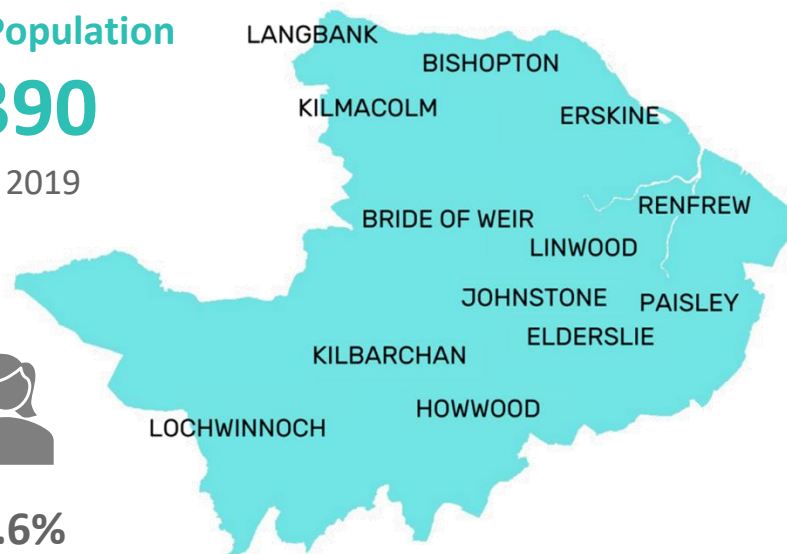 Population
390
2019
LANGBANK
BISHOPTON
KILMACOLM
ERSKINE
RENFREW
BRIDE OF WEIR
LINWOOD
JOHNSTONE
PAISLEY
ELDERSLIE
KILBARCHAN
HOWWOOD
LOCHWINNOCH
.6%